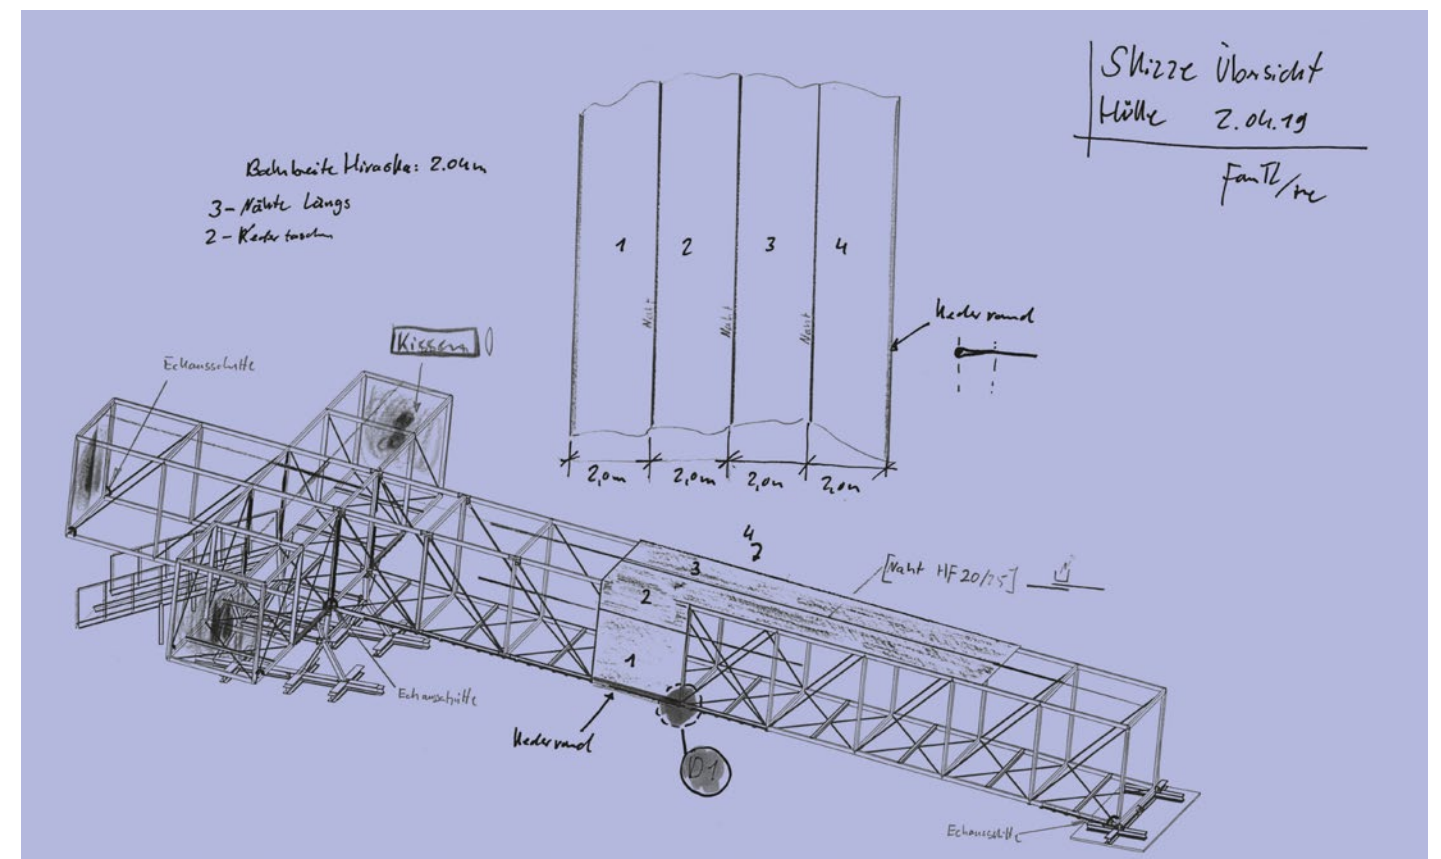 Skizze Übersicht
Hülle 2.04.19
Bahnbreite Hiraoka: 2.04m
3- Nähte Längs
2- Kedertaschen
1
2
3
4
Naht
Naht
Naht
Kederrand
2,0m
2,0m
2,0m
2,0m
Kissen
Eckausschnitte
4
3
2
1
[Naht HF 20/25]
Eckausschnitte
Kederrand
D1
Eckausschnitte